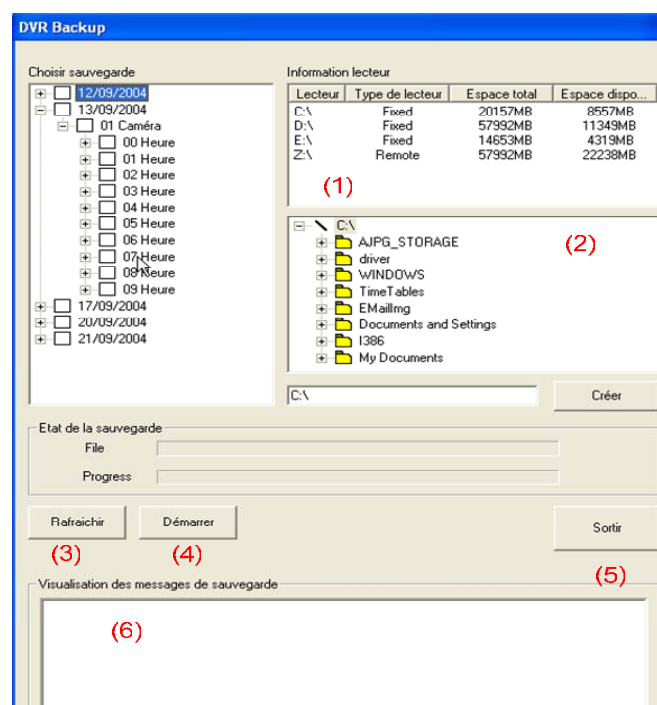 DVR Backup
Choisir sauvegarde
12/09/2004
13/09/2004
01 Caméra
00 Heure
01 Heure
02 Heure
03 Heure
04 Heure
05 Heure
06 Heure
07 Heure
08 Heure
09 Heure
17/09/2004
20/09/2004
21/09/2004
Information lecteur
Lecteur Type de lecteur Espace total Espace dispo...
C:\ Fixed 20157MB 8557MB
D:\ Fixed 57992MB 11349MB
E:\ Fixed 14653MB 4319MB
Z:\ Remote 57992MB 22238MB
(1)
C:\
(2)
AJPG_STORAGE
driver
WINDOWS
TimeTables
EMailImg
Documents and Settings
I386
My Documents
C:\
Créer
Etat de la sauvegarde
File
Progress
Rafraichir
Démarrer
Sortir
(3)
(4)
(5)
Visualisation des messages de sauvegarde
(6)